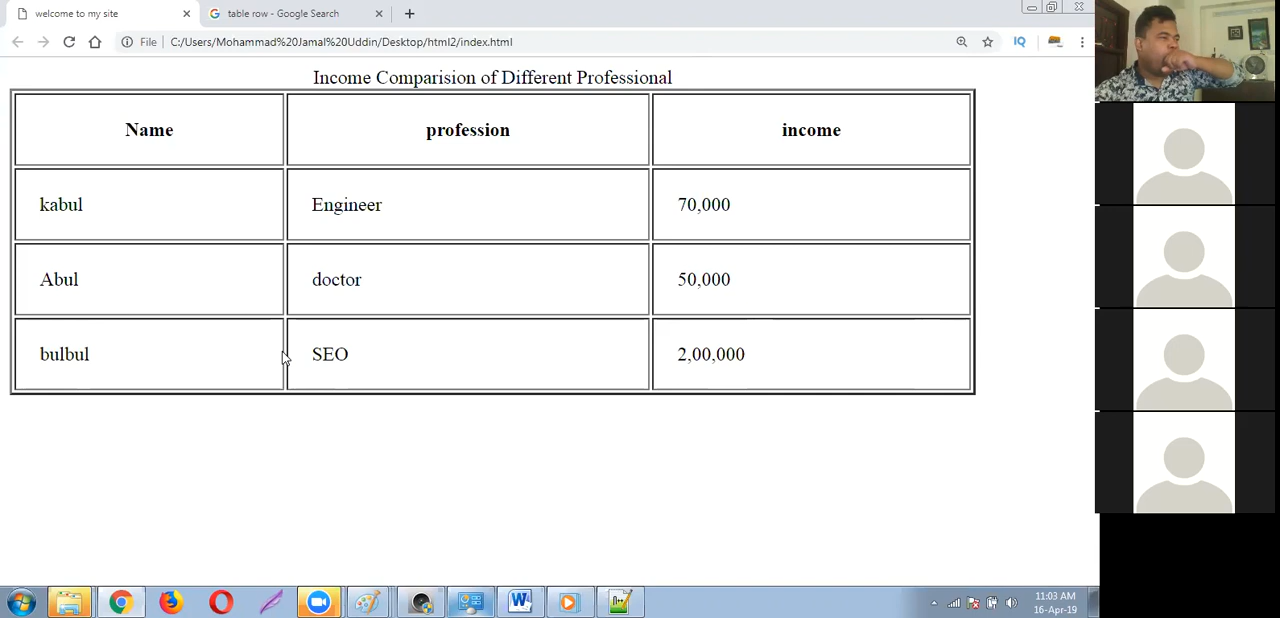 welcome to my site
table row - Google Search
File
C:/Users/Mohammad%20Jamal%20Uddin/Desktop/html2/index.html
IQ
Income Comparision of Different Professional
Name profession income
kabul Engineer 70,000
Abul doctor 50,000
bulbul SEO 2,00,000
11:03 AM
16-Apr-19